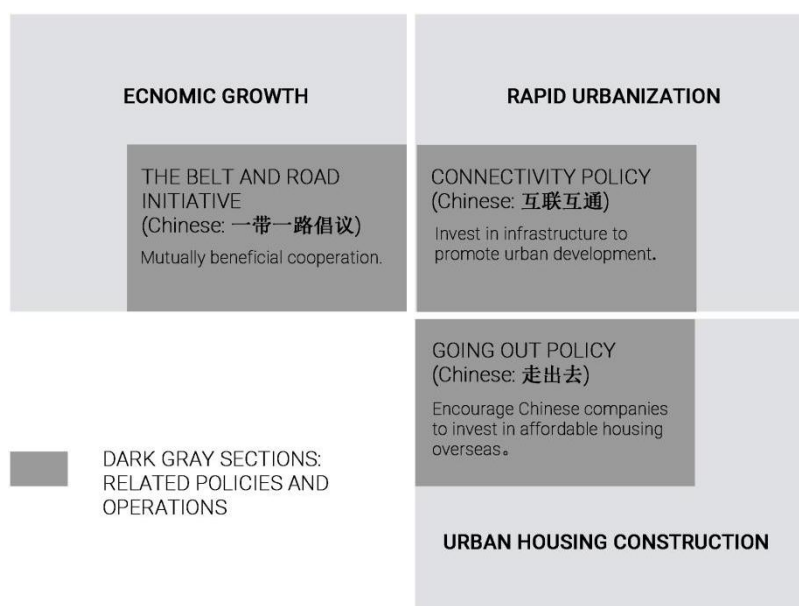 ECNOMIC GROWTH
THE BELT AND ROAD
INITIATIVE
(Chinese: 一带一路倡议)
Mutually beneficial cooperation.
RAPID URBANIZATION
CONNECTIVITY POLICY
(Chinese: 互联互通)
Invest in infrastructure to
promote urban development.
GOING OUT POLICY
(Chinese: 走出去)
Encourage Chinese companies
to invest in affordable housing
overseas。
URBAN HOUSING CONSTRUCTION
DARK GRAY SECTIONS:
RELATED POLICIES AND
OPERATIONS